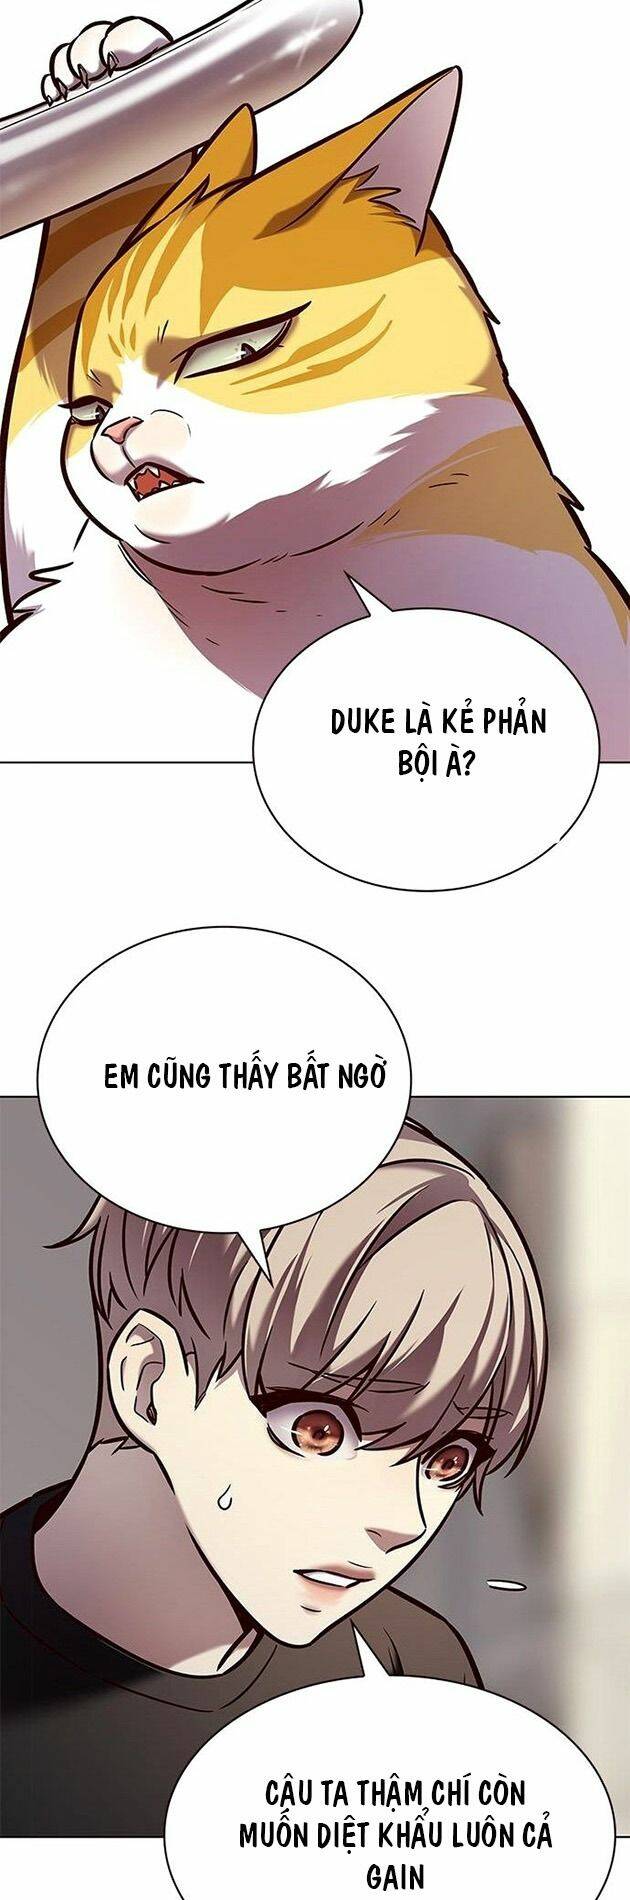 DUKE LÀ KẺ PHẢN
BỘI À?
EM CŨNG THẤY BẤT NGỜ
CẬU TA THẬM CHÍ CÒN
MUỐN DIỆT KHẨU LUÔN CẢ
GAIN